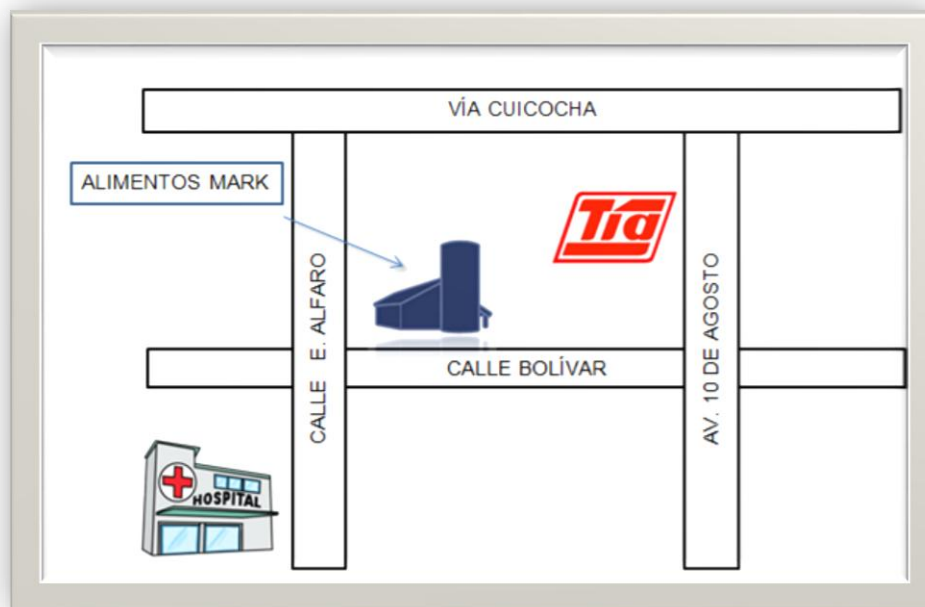 VÍA CUICOCHA
ALIMENTOS MARK
Tía
CALLE E. ALFARO
AV. 10 DE AGOSTO
CALLE BOLÍVAR
HOSPITAL